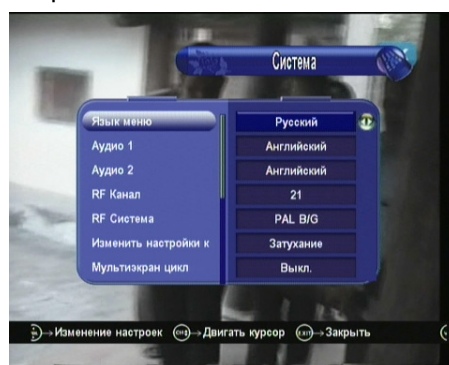 Система
Язык меню Русский
Аудио 1 Английский
Аудио 2 Английский
RF Канал 21
RF Система PAL B/G
Изменить настройки к Затухание
Мультиэкран цикл Выкл.
→Изменение настроек →Двигать курсор EXIT→Закрыть